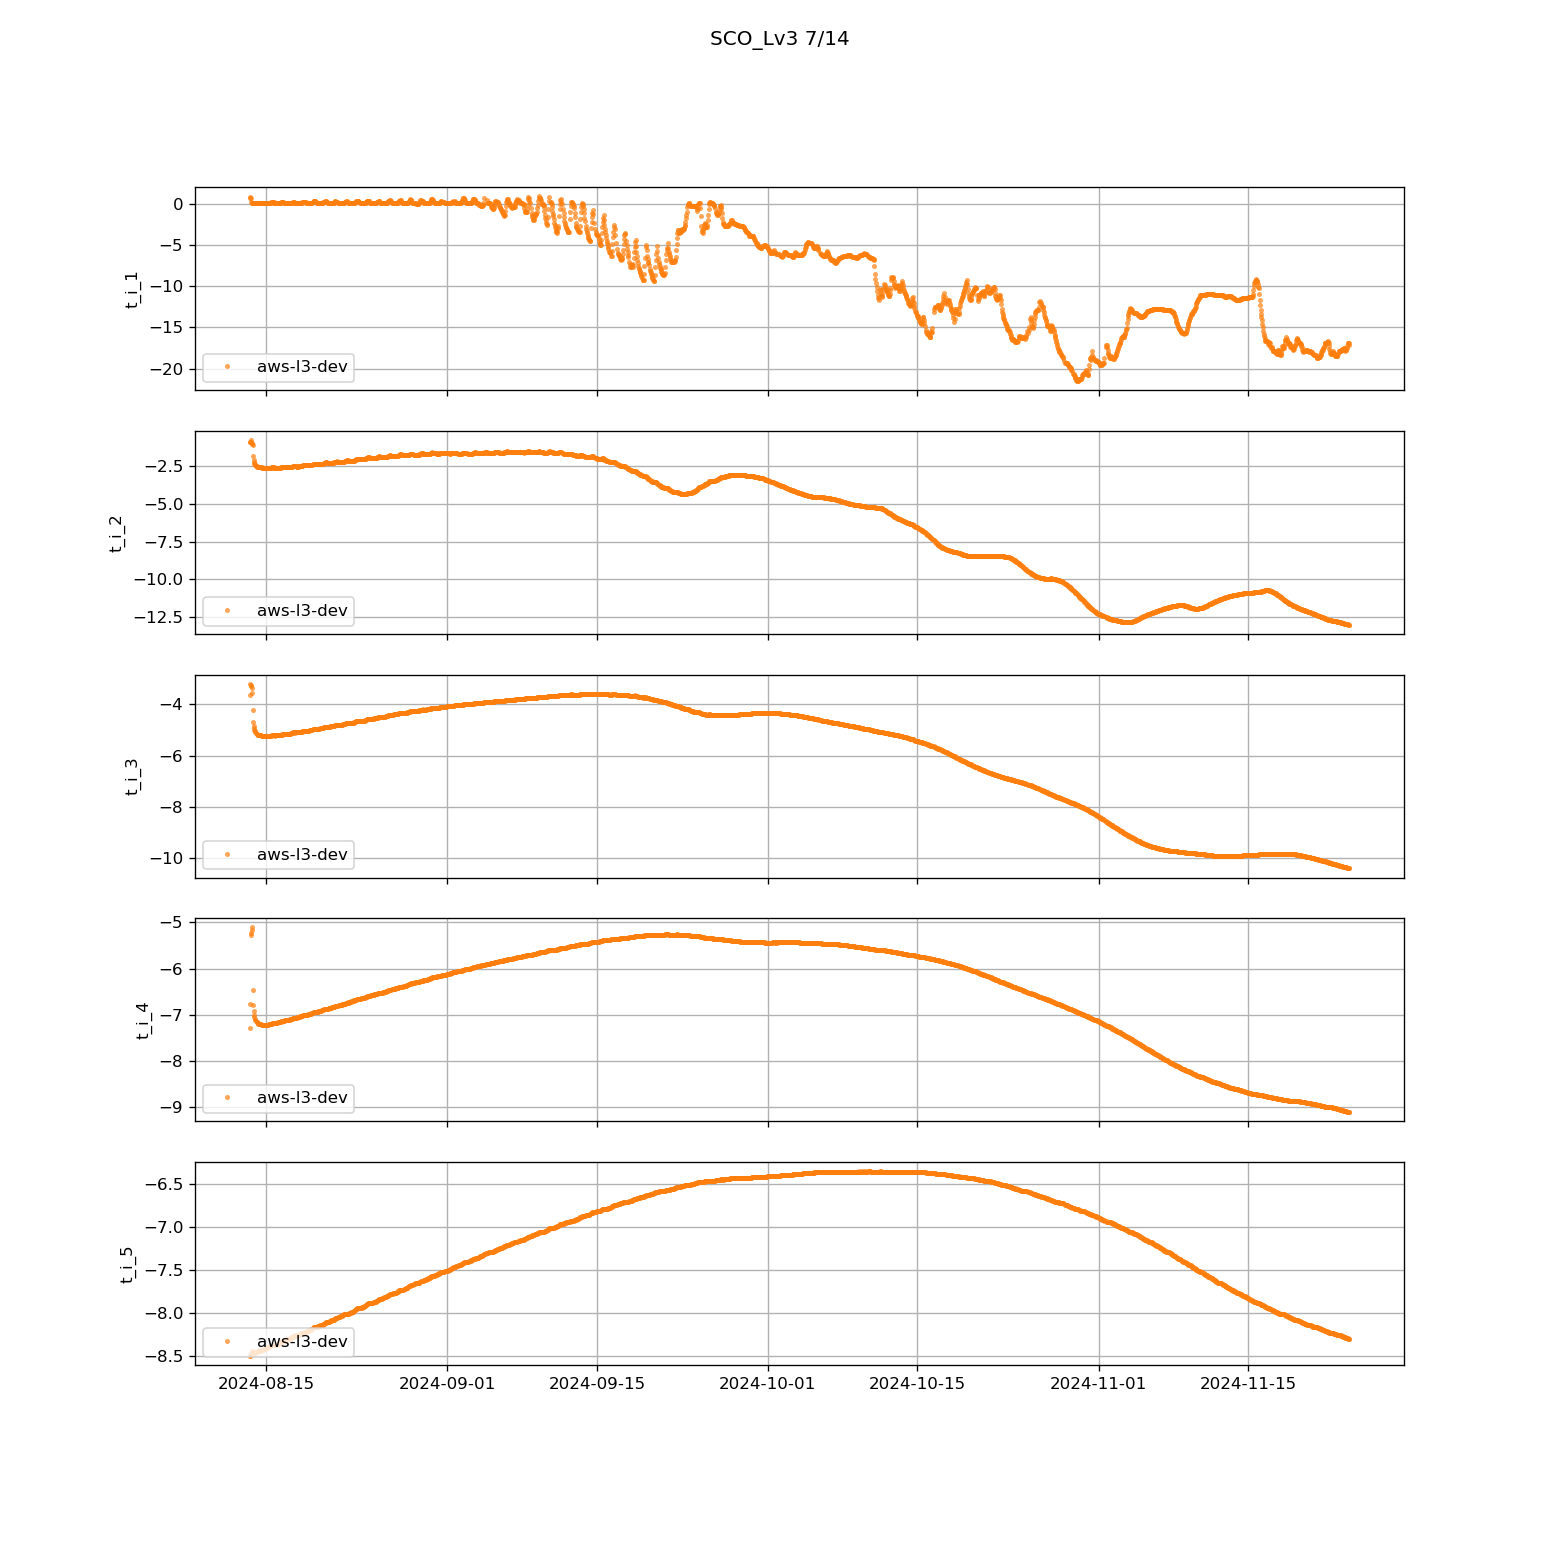 SCO_Lv3 7/14
0
−5
−10
−15
−20
t_i_1
aws-l3-dev
−2.5
−5.0
−7.5
−10.0
−12.5
t_i_2
aws-l3-dev
−4
−6
−8
−10
t_i_3
aws-l3-dev
−5
−6
−7
−8
−9
t_i_4
aws-l3-dev
−6.5
−7.0
−7.5
−8.0
−8.5
t_i_5
aws-l3-dev
2024-08-15 2024-09-01 2024-09-15 2024-10-01 2024-10-15 2024-11-01 2024-11-15